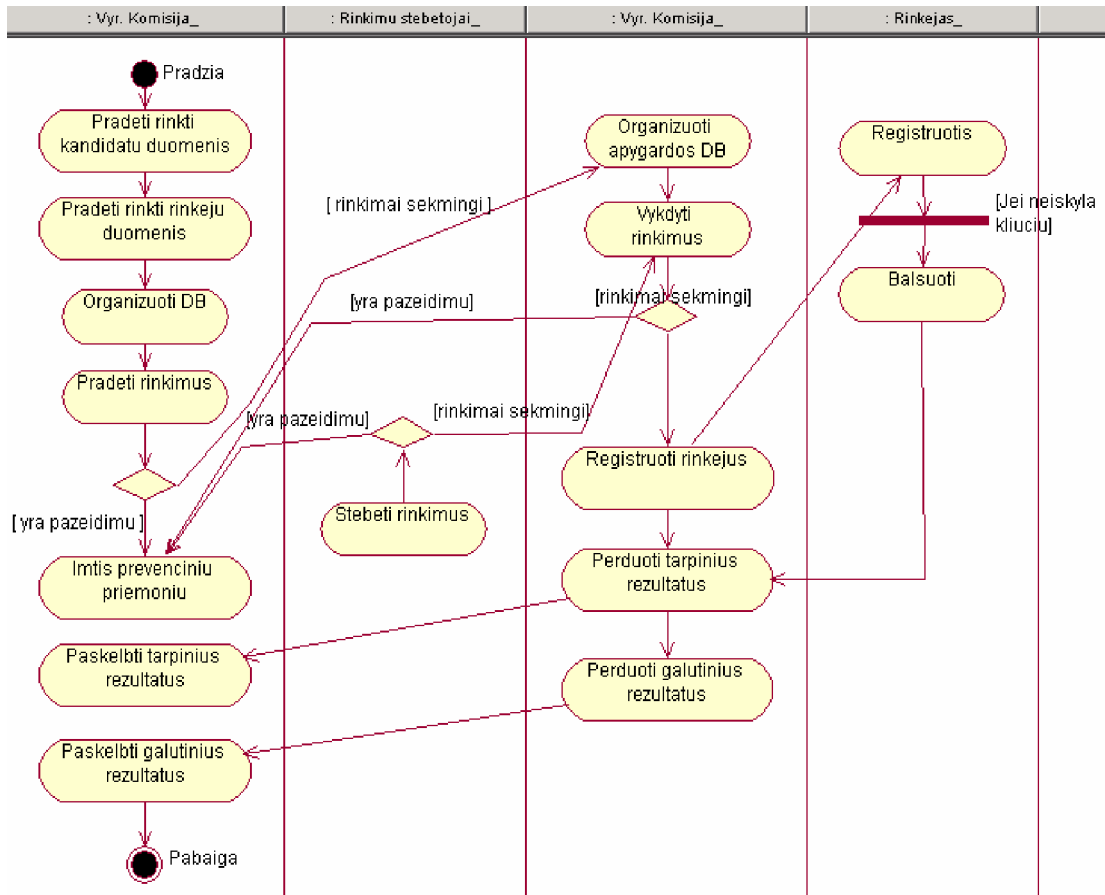 : Vyr. Komisija_
: Rinkimu stebetojai_
: Vyr. Komisija_
: Rinkejas_
Pradzia
Pradeti rinkti
kandidatu duomenis
Pradeti rinkti rinkeju
duomenis
Organizuoti DB
Pradeti rinkimus
[ yra pazeidimu ]
Imtis prevenciniu
priemoniu
Paskelbti tarpinius
rezultatus
Paskelbti galutinius
rezultatus
Pabaiga
[ rinkimai sekmingi ]
[yra pazeidimu]
[yra pazeidimu]
[rinkimai sekmingi]
Stebeti rinkimus
Organizuoti
apygardos DB
Vykdyti
rinkimus
[rinkimai sekmingi]
Registruoti rinkejus
Perduoti tarpinius
rezultatus
Perduoti galutinius
rezultatus
Registruotis
[Jei neiskyla
kliuciu]
Balsuoti